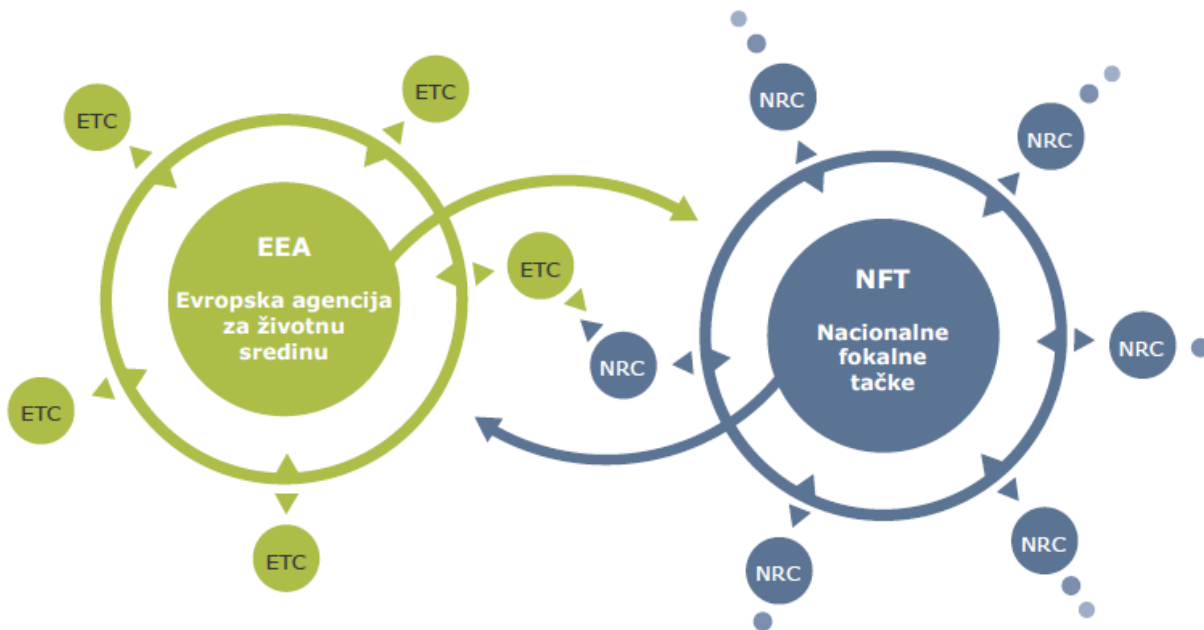 ETC
ETC
EEA
Evropska agencija
za životnu
sredinu
ETC
ETC
ETC
NRC
NRC
NFT
Nacionalne
fokalne
tačke
NRC
NRC
NRC
NRC